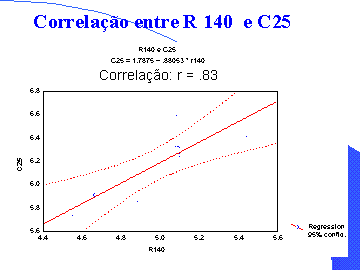 Correlação entre R 140 e C25
R140 e C25
C25 = 1.7875 + .88053 * r140
Correlação: r = .83
6.8
6.6
6.4
6.2
6.0
5.8
5.6
C25
4.4 4.6 4.8 5.0 5.2 5.4 5.6
R140
Regression
95% confid.